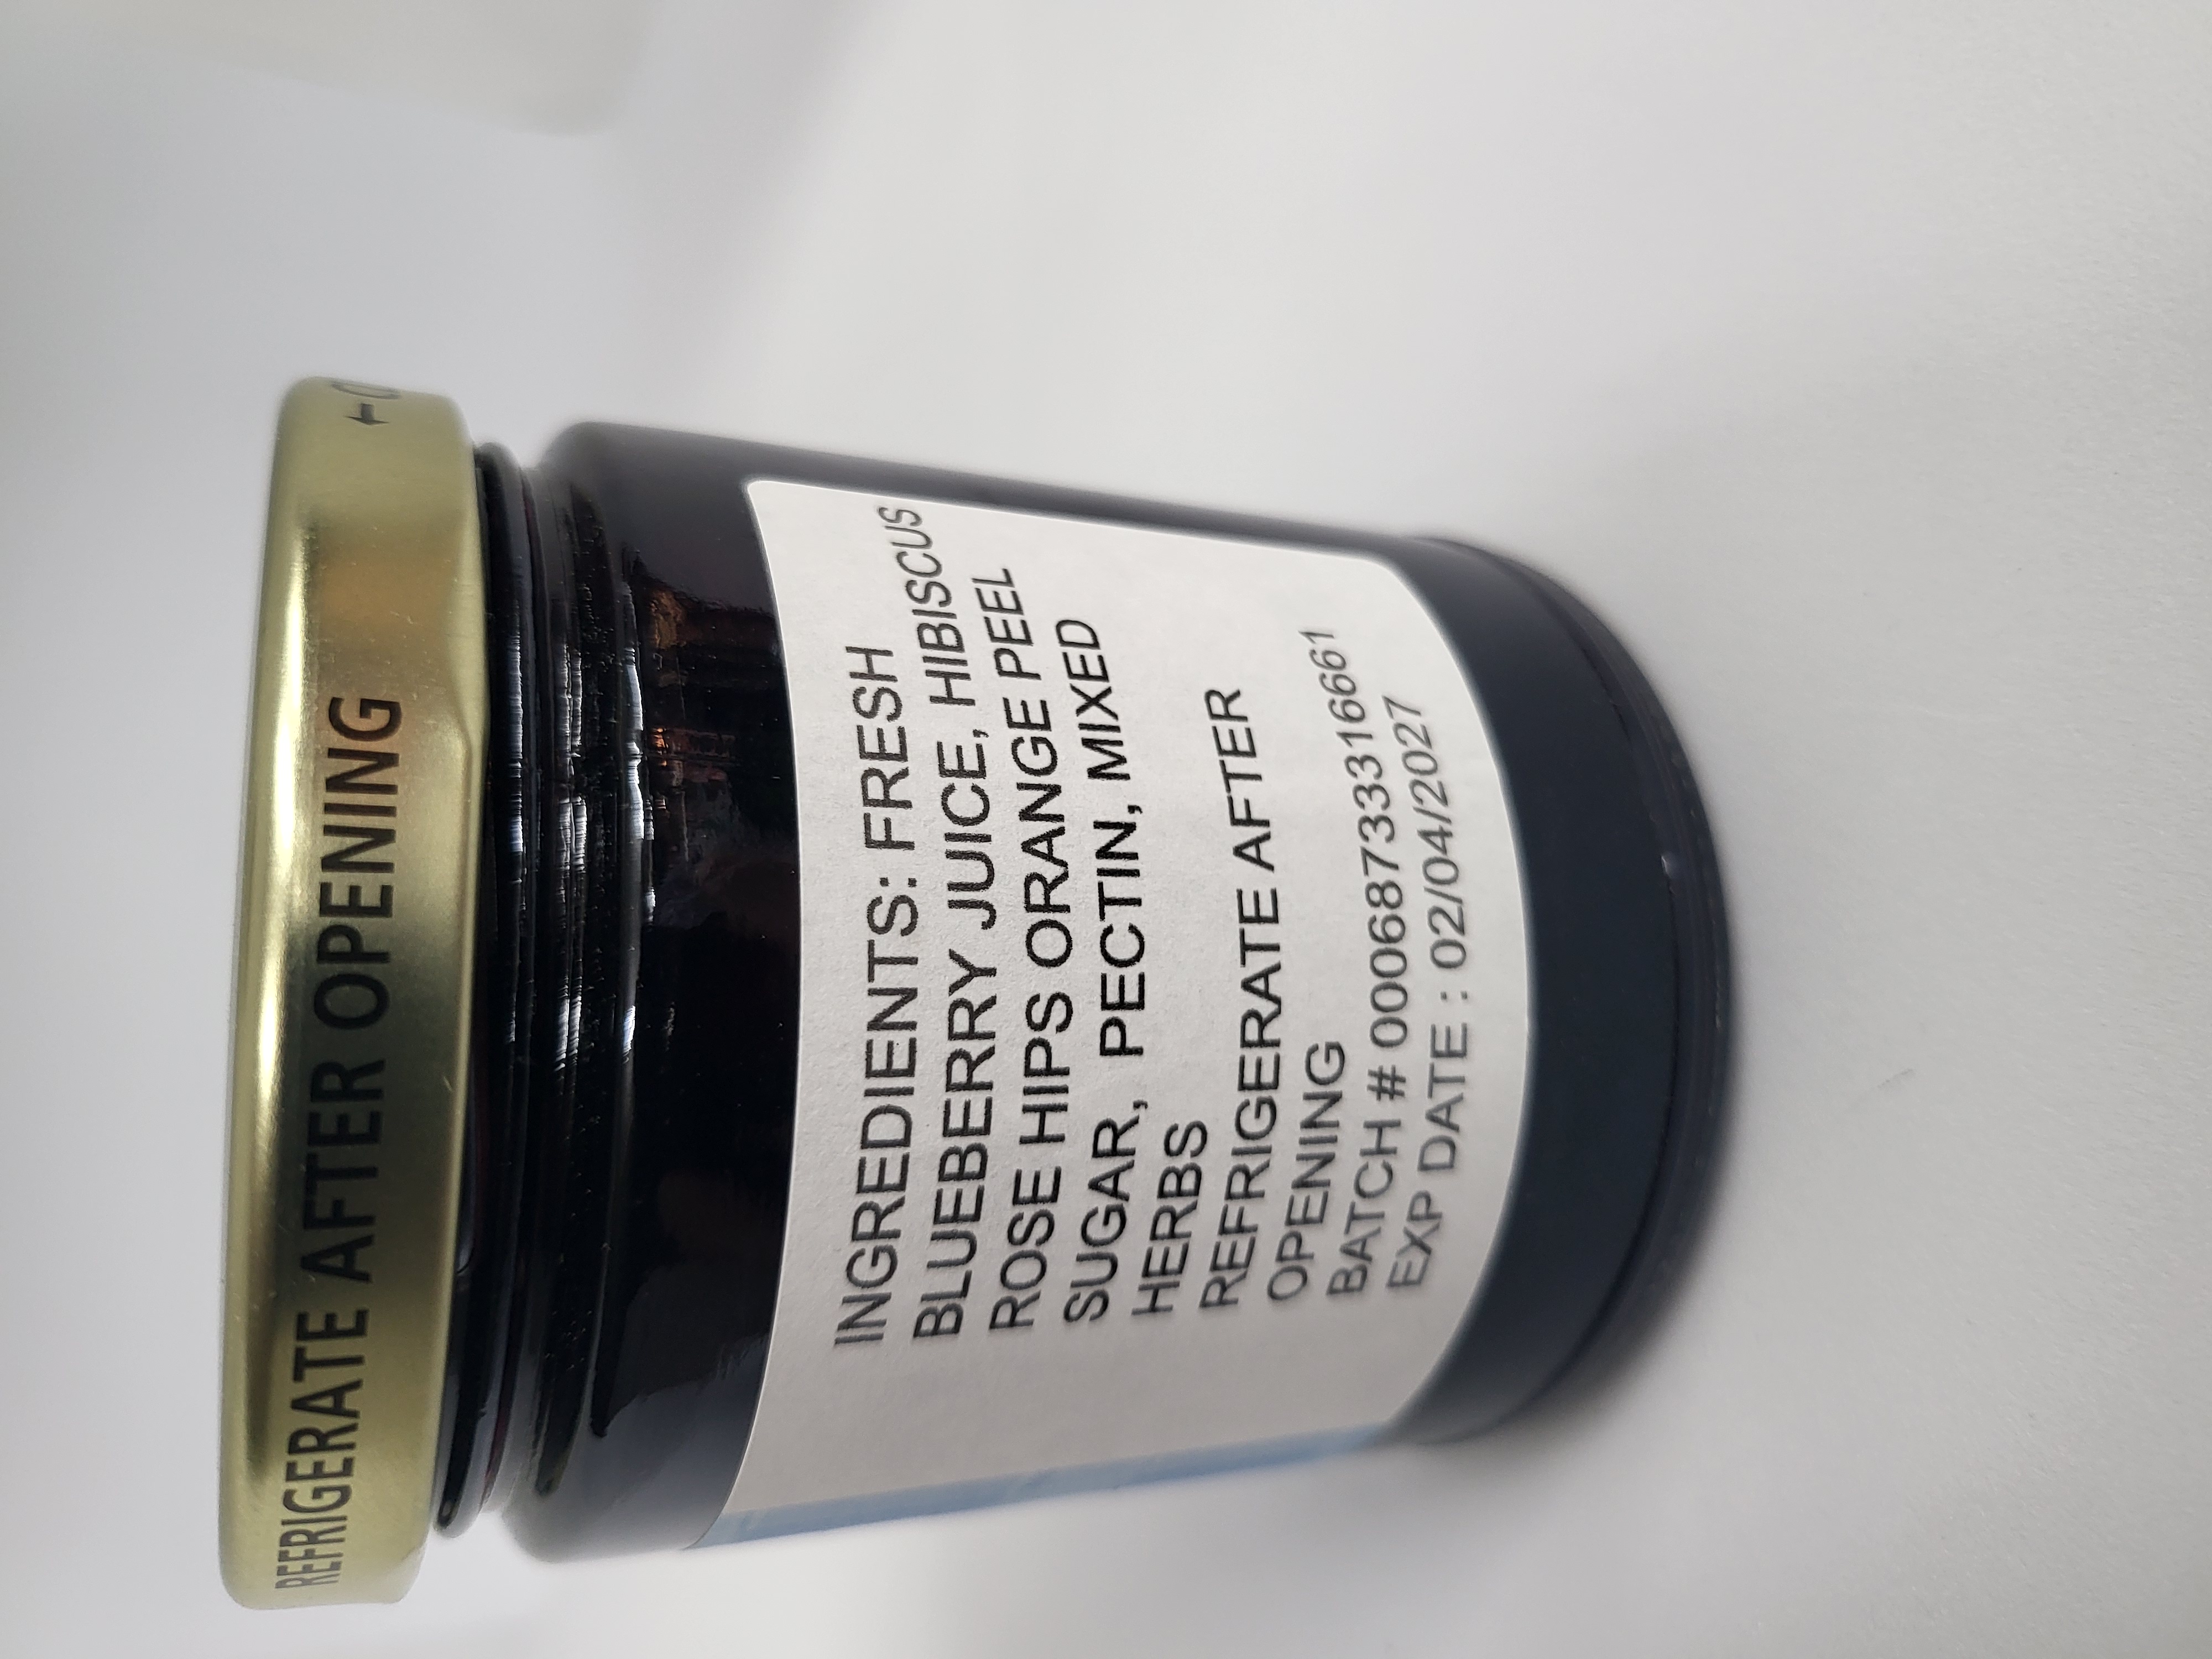 REFRIGERATE AFTER OPENING
INGREDIENTS: FRESH
BLUEBERRY JUICE, HIBISCUS
ROSE HIPS ORANGE PEEL
SUGAR, PECTIN, MIXED
HERBS
REFRIGERATE AFTER
OPENING
BATCH # 00068733316661
EXP DATE : 02/04/2027